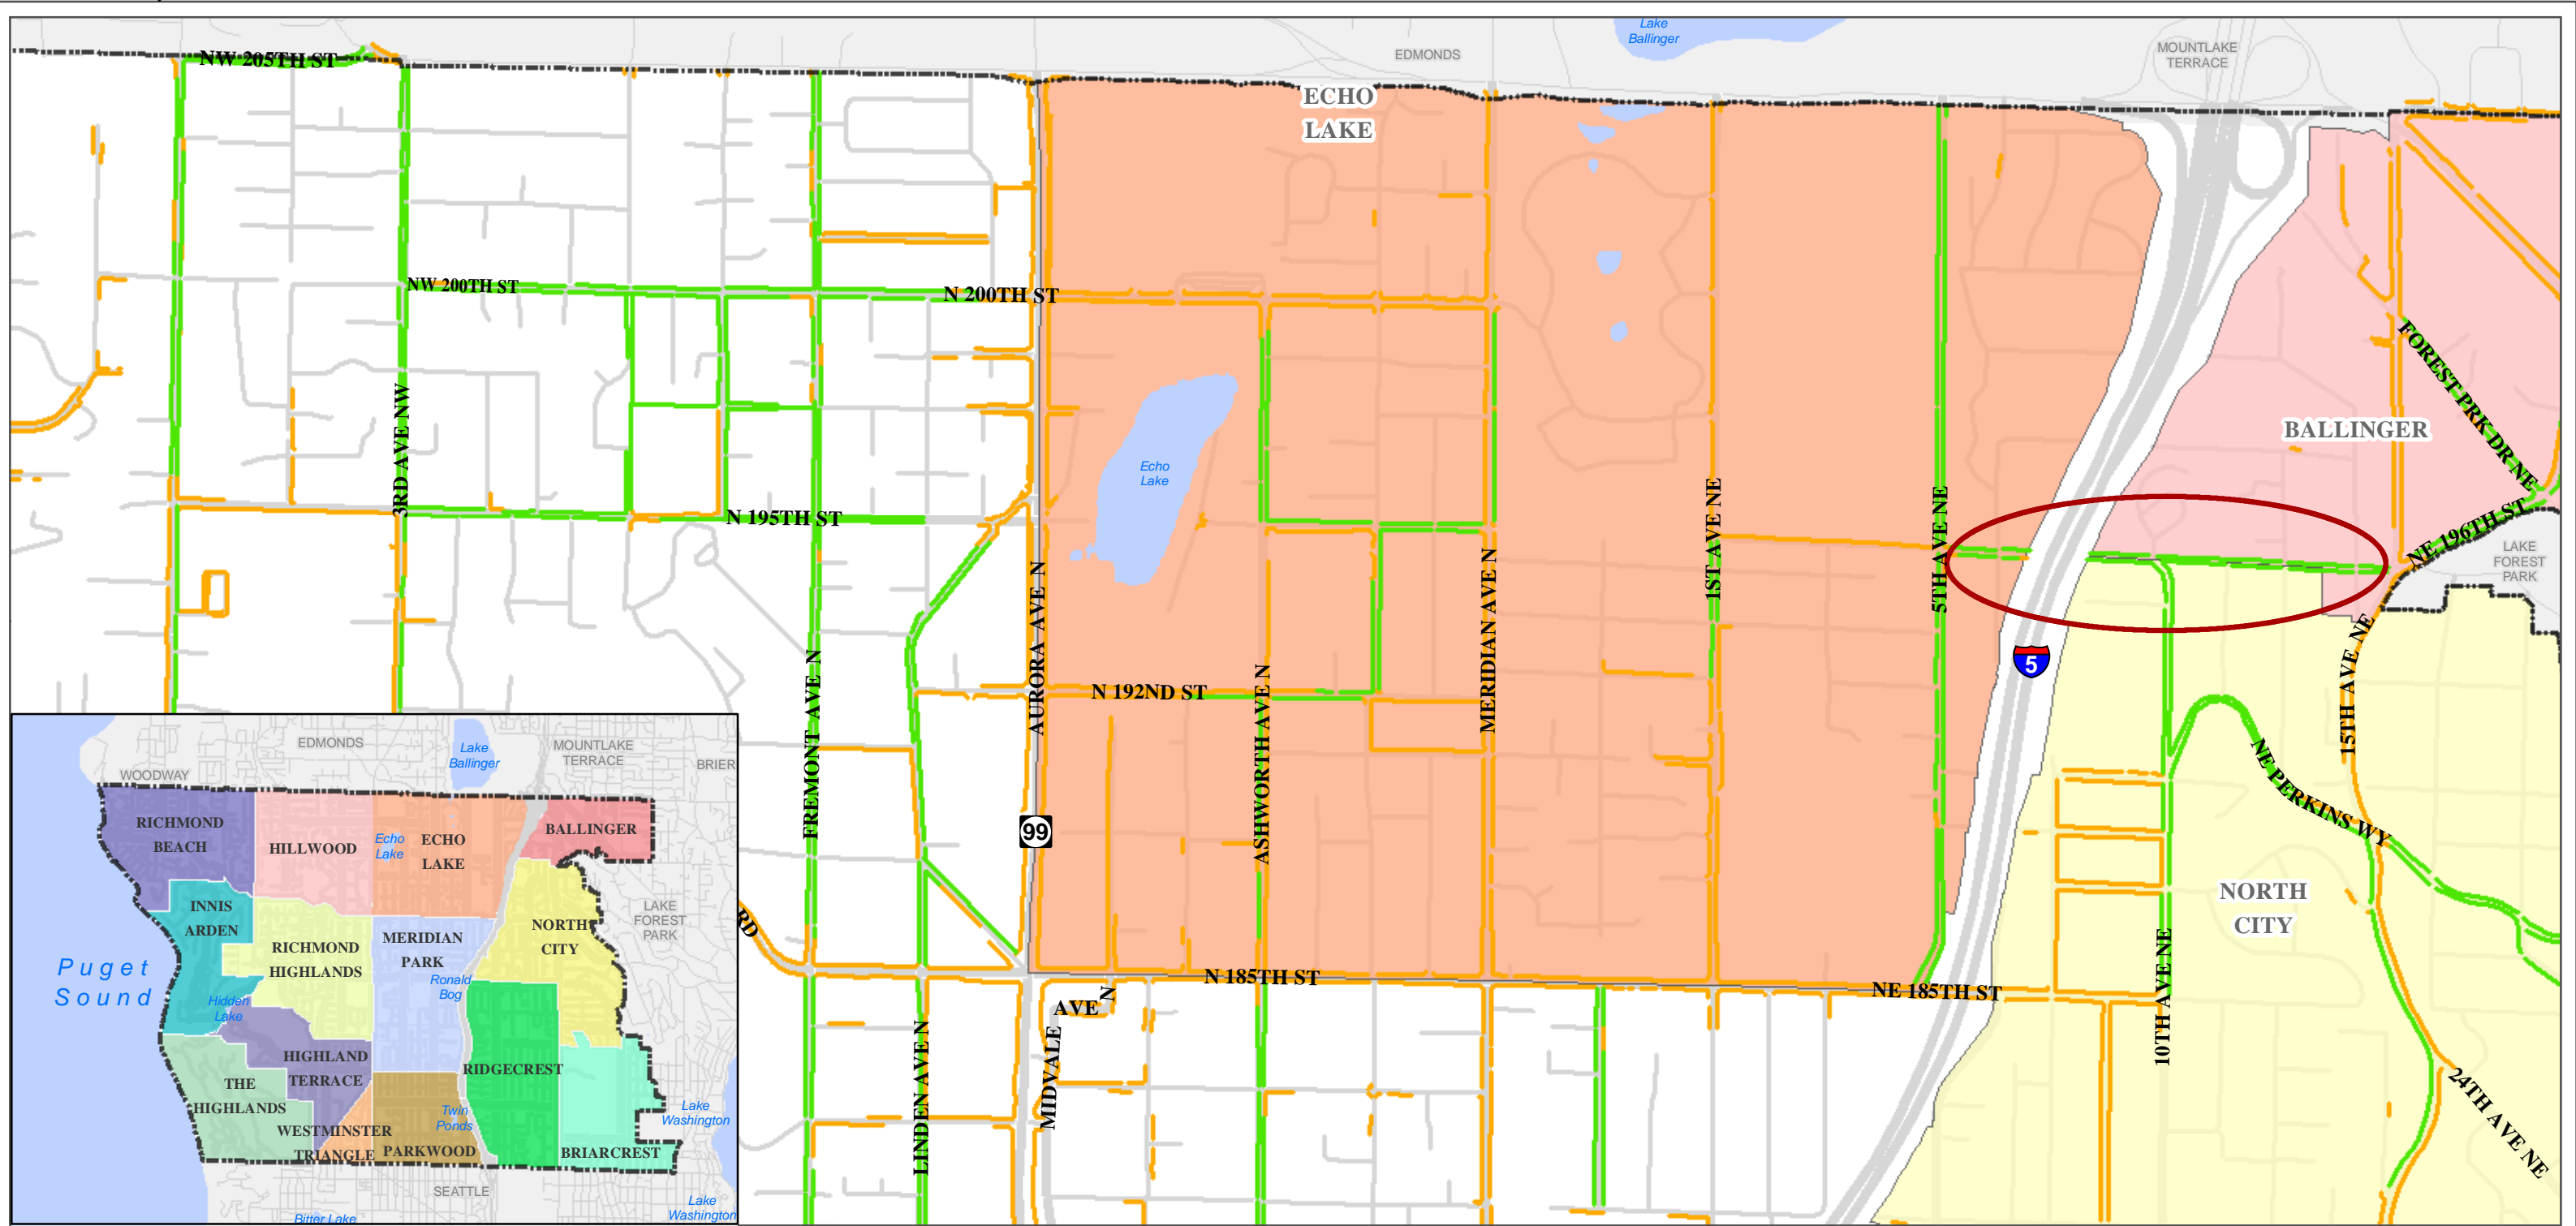 Lake
Ballinger
EDMONDS
MOUNTLAKE
TERRACE
NW 205TH ST
ECHO
LAKE
NW 200TH ST
N 200TH ST
FOREST PRK DR NE
BALLINGER
3RD AVE NW
Echo
Lake
N 195TH ST
1ST AVE NE
5TH AVE NE
NE 196TH ST
LAKE
FOREST
PARK
AURORA AVE N
MERIDIAN AVE N
5
15TH AVE NE
N 192ND ST
FREMONT AVE N
ASHWORTH AVE N
NE PERKINS WY
99
NORTH
CITY
RD
N 185TH ST
NE 185TH ST
AVE N
MIDVALE
LINDEN AVE N
10TH AVE NE
24TH AVE NE
EDMONDS
Lake
Ballinger
MOUNTLAKE
TERRACE
BRIER
WOODWAY
RICHMOND
BEACH
HILLWOOD
Echo
Lake
ECHO
LAKE
BALLINGER
INNIS
ARDEN
RICHMOND
HIGHLANDS
MERIDIAN
PARK
NORTH
CITY
LAKE
FOREST
PARK
Puget
Sound
Ronald
Bog
Hidden
Lake
HIGHLAND
TERRACE
RIDGECREST
THE
HIGHLANDS
Twin
Ponds
Lake
Washington
WESTMINSTER
TRIANGLE
PARKWOOD
BRIARCREST
SEATTLE
Lake
Washington
Bitter Lake